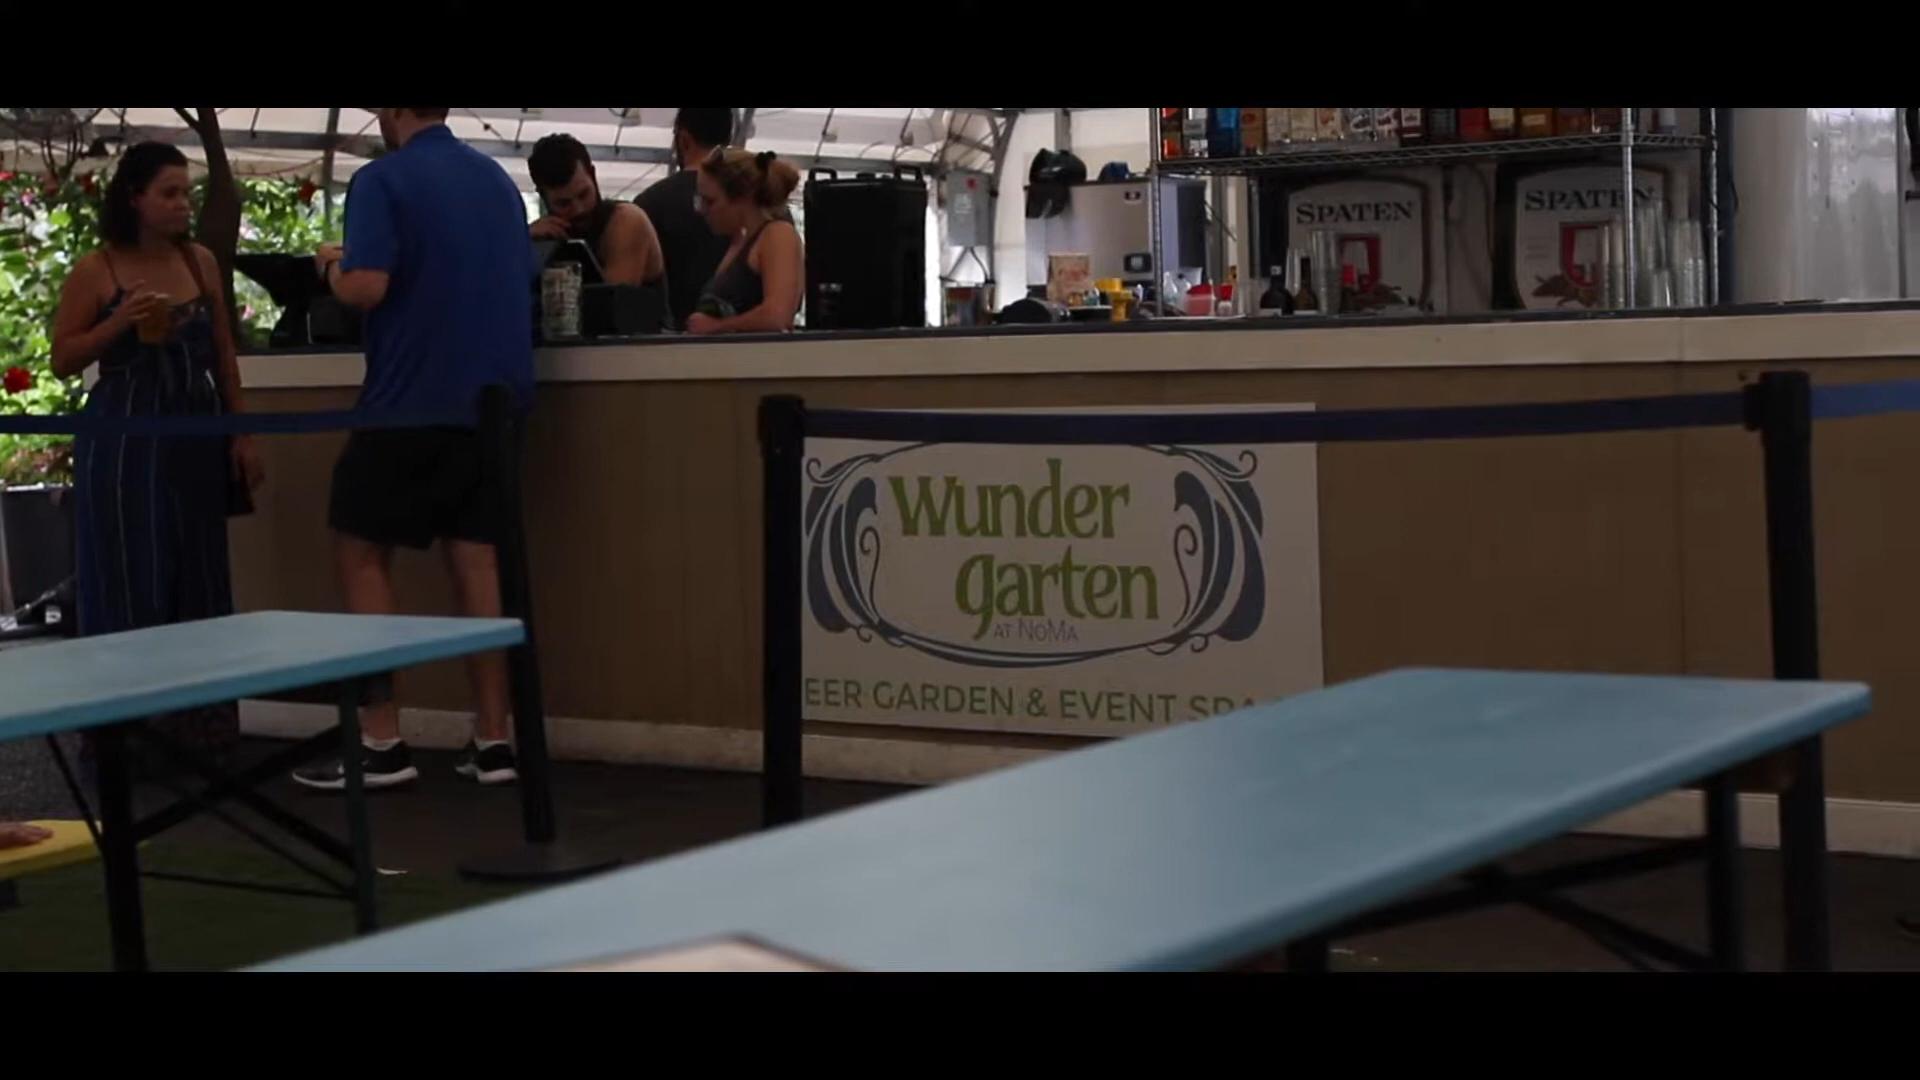 SPATEN SPATEN
Wunder
garten
AT NoMa
EER GARDEN & EVENT SPA